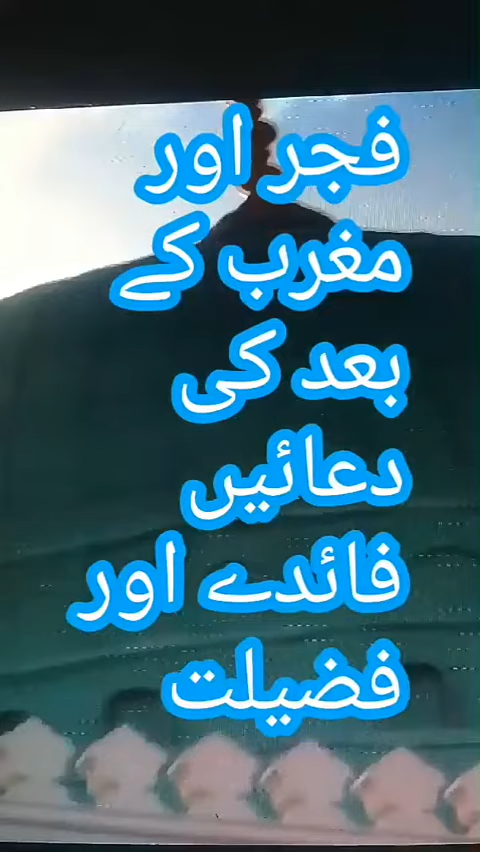 فجر اور
مغرب کے
بعد کی
دعائیں
فائدے اور
فضیلت